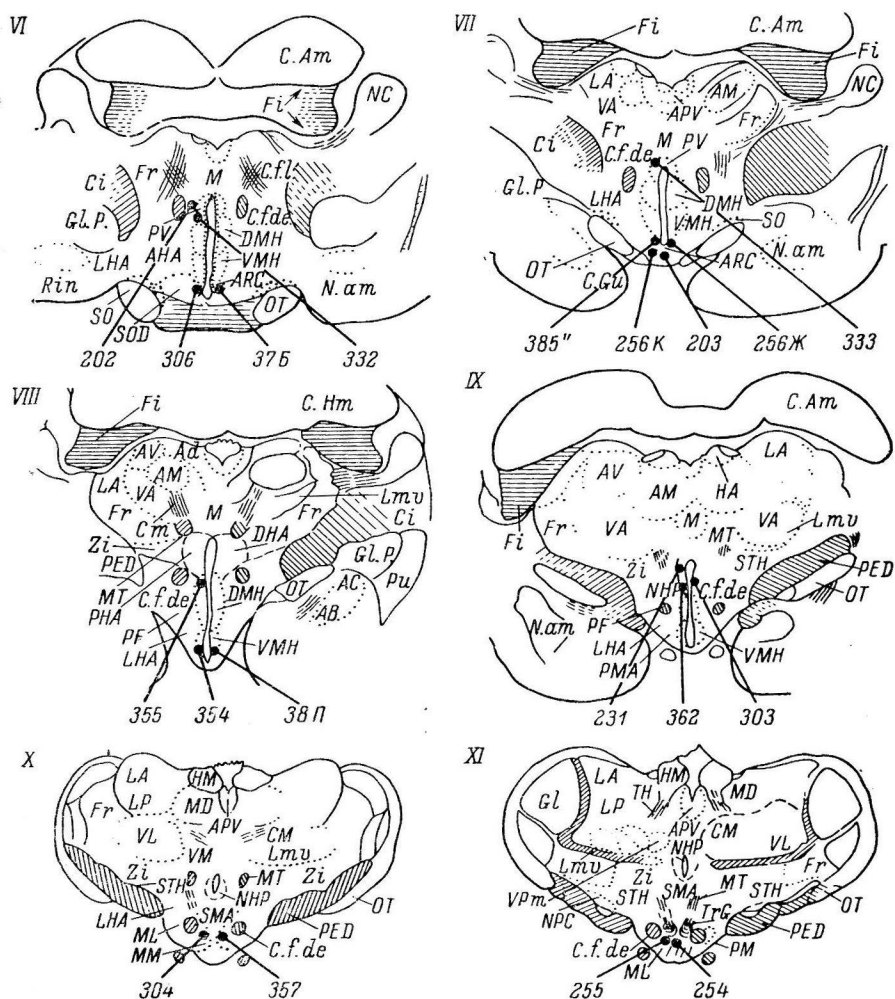 VI
C.Am
Fi
NC
Ci
Fr
M
C.fl.
Gl.P.
PV
C.f.de
AHA
DMH
LHA
VMH
Rin
ARC
N.am
SO
SOD
OT
202 306 37Б 332
VII
Fi
C.Am
Fi
LA
AM
NC
VA
APV
Fr
Fr
Ci
M
PV
C.f.de
Gl.P
DMH
LHA
VMH
SO
N.am
OT
ARC
C.Gu
385" 256К 203 256Ж 333
VIII
Fi
C.Hm
AV
Ad
LA
AM
VA
Lmv
Fr
M
Fr
Ci
Cm
DHA
Zi
Gl.P.
PED
OT
Pu
MT
C.f.de
DMH
AC
PHA
AB
PF
LHA
VMH
355 354 38П
IX
C.Am
LA
AV
AM
HA
Fr
VA
M
VA
Lmv
Fi
MT
Zi
STH
PED
NHP
C.f.de
OT
N.am
PF
LHA
VMH
PMA
231 362 303
X
LA
HM
Fr
LP
MD
APV
VL
CM
VM
Lmv
Zi
MT
Zi
STH
NHP
LHA
SMA
OT
ML
PED
MM
C.f.de
304 357
XI
LA
TH
HM
MD
Gl
LP
APV
CM
NHP
VL
Lmv
Zi
Fr
SMA
MT
STH
STH
VPm
TrG
OT
NPC
C.f.de
PED
ML
PM
255 254